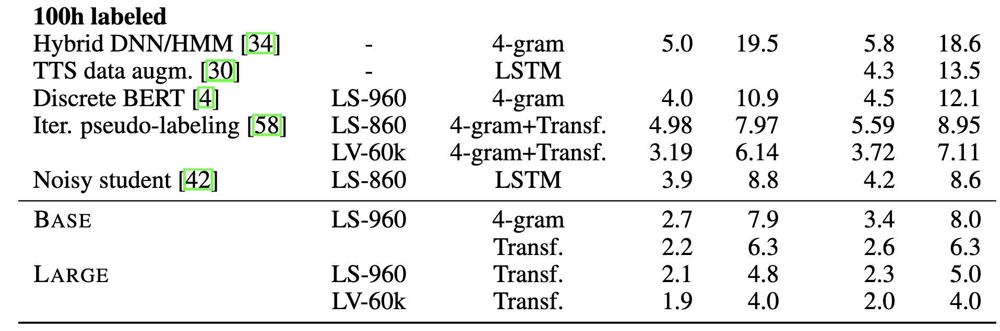 100h labeled
Hybrid DNN/HMM [34] - 4-gram 5.0 19.5 5.8 18.6
TTS data augm. [30] - LSTM 4.3 13.5
Discrete BERT [4] LS-960 4-gram 4.0 10.9 4.5 12.1
Iter. pseudo-labeling [58] LS-860 4-gram+Transf. 4.98 7.97 5.59 8.95
LV-60k 4-gram+Transf. 3.19 6.14 3.72 7.11
Noisy student [42] LS-860 LSTM 3.9 8.8 4.2 8.6
BASE LS-960 4-gram 2.7 7.9 3.4 8.0
Transf. 2.2 6.3 2.6 6.3
LARGE LS-960 Transf. 2.1 4.8 2.3 5.0
LV-60k Transf. 1.9 4.0 2.0 4.0